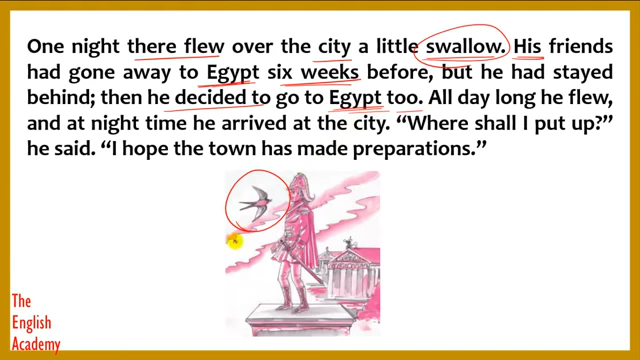 One night there flew over the city a little swallow. His friends
had gone away to Egypt six weeks before, but he had stayed
behind; then he decided to go to Egypt too. All day long he flew,
and at night time he arrived at the city. “Where shall I put up?”
he said. “I hope the town has made preparations.”
The
English
Academy